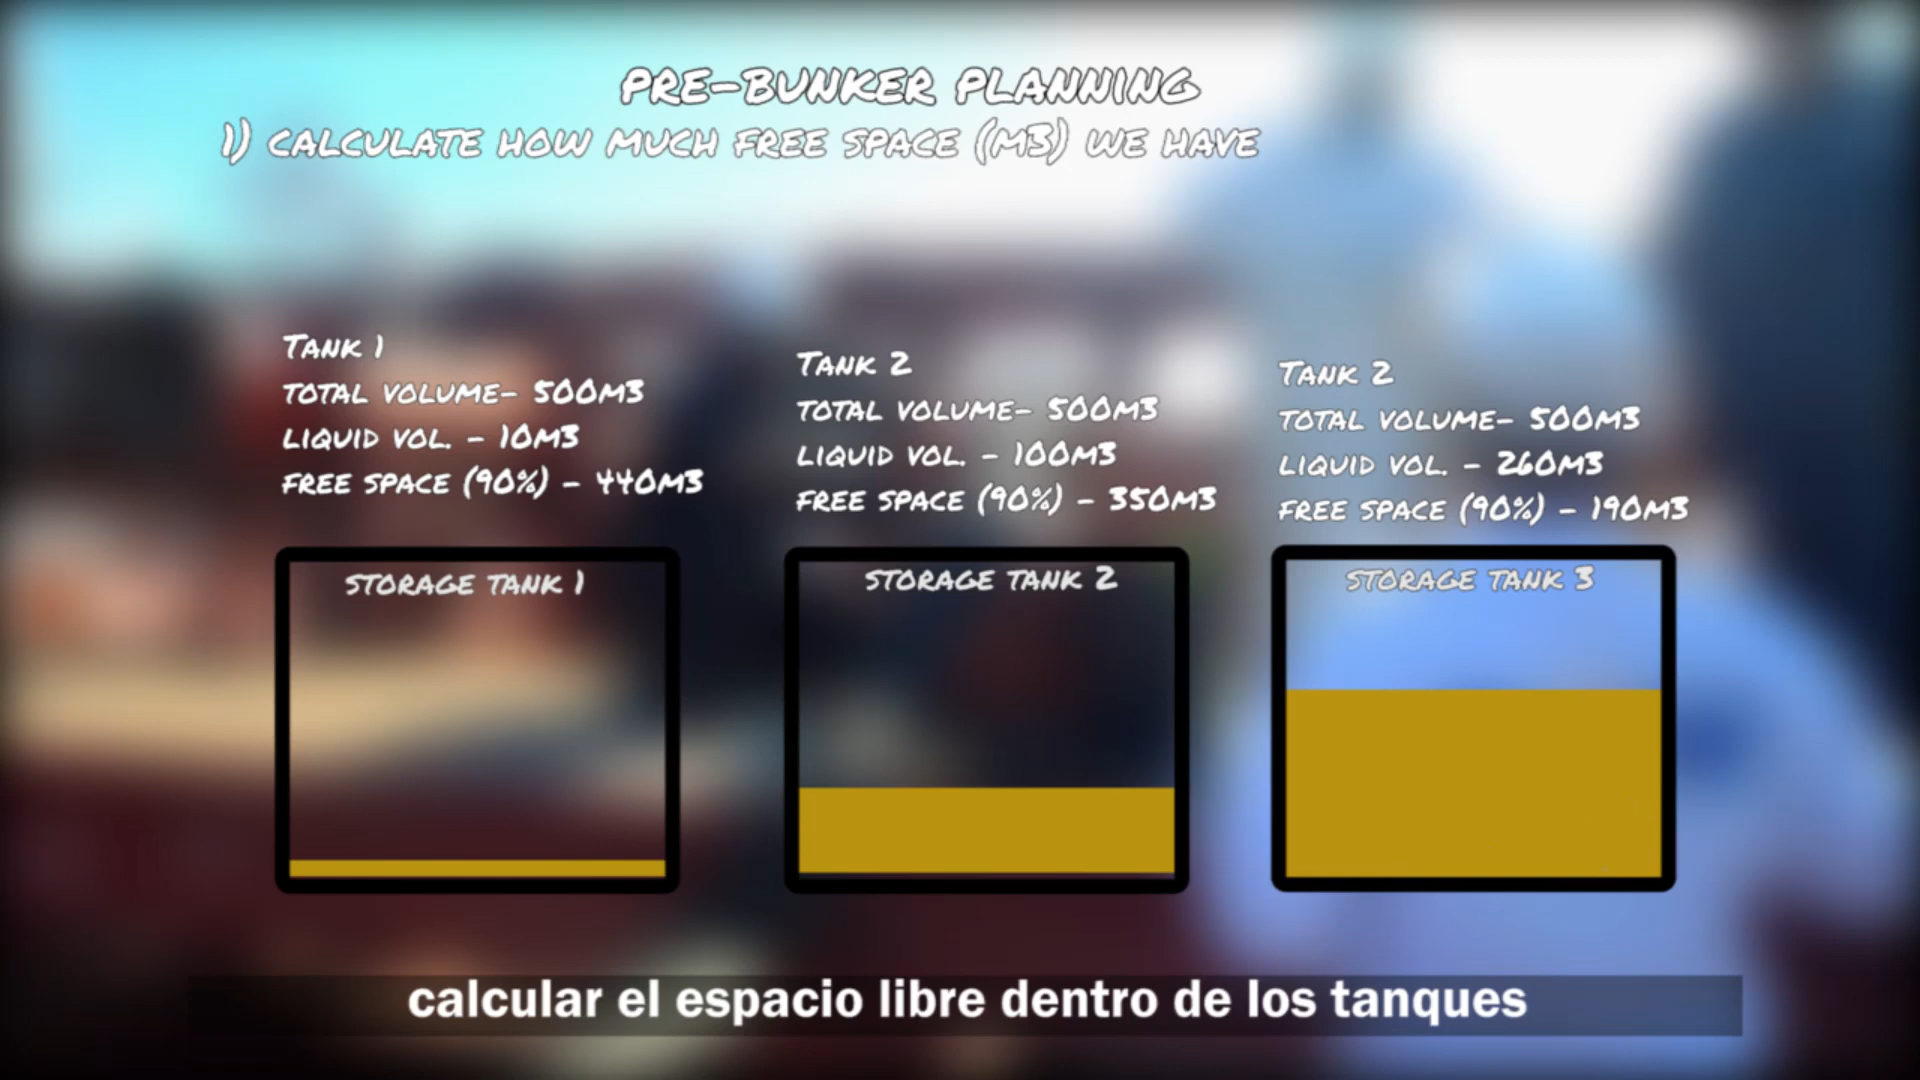 PRE-BUNKER PLANNING
1) CALCULATE HOW MUCH FREE SPACE (M3) WE HAVE
TANK 1
TOTAL VOLUME- 500M3
LIQUID VOL. - 10M3
FREE SPACE (90%) - 440M3
TANK 2
TOTAL VOLUME- 500M3
LIQUID VOL. - 100M3
FREE SPACE (90%) - 350M3
TANK 2
TOTAL VOLUME- 500M3
LIQUID VOL. - 260M3
FREE SPACE (90%) - 190M3
STORAGE TANK 1
STORAGE TANK 2
STORAGE TANK 3
calcular el espacio libre dentro de los tanques